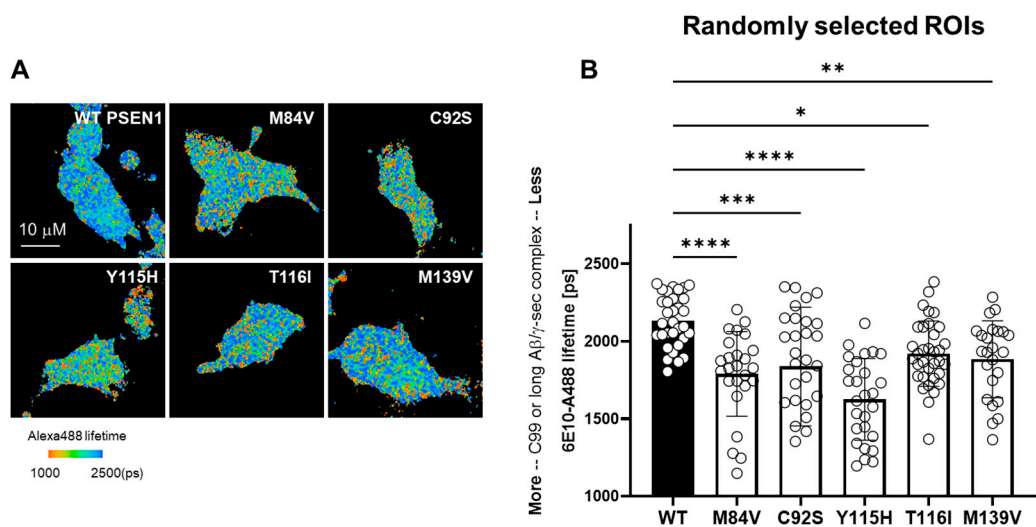 Randomly selected ROIs
A
WT PSEN1
M84V
C92S
10 μM
Y115H
T116I
M139V
Alexa488 lifetime
1000
2500(ps)
B
**
*
****
***
****
More -- C99 or long Aβ/γ-sec complex -- Less
6E10-A488 lifetime [ps]
2500
2000
1500
1000
WT
M84V
C92S
Y115H
T116I
M139V